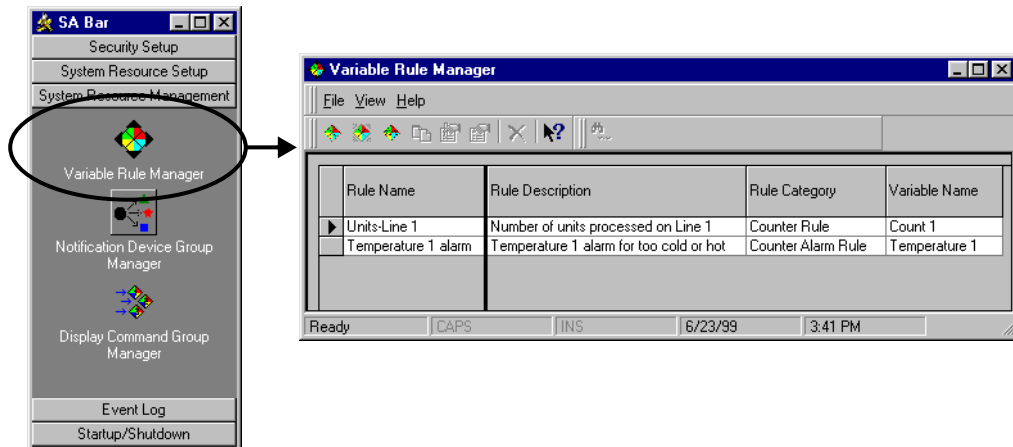 SA Bar
Security Setup
System Resource Setup
System Resource Management
Variable Rule Manager
Notification Device Group
Manager
Display Command Group
Manager
Event Log
Startup/Shutdown
Variable Rule Manager
File View Help
Rule Name Rule Description Rule Category Variable Name
Units-Line 1 Number of units processed on Line 1 Counter Rule Count 1
Temperature 1 alarm Temperature 1 alarm for too cold or hot Counter Alarm Rule Temperature 1
Ready CAPS INS 6/23/99 3:41 PM